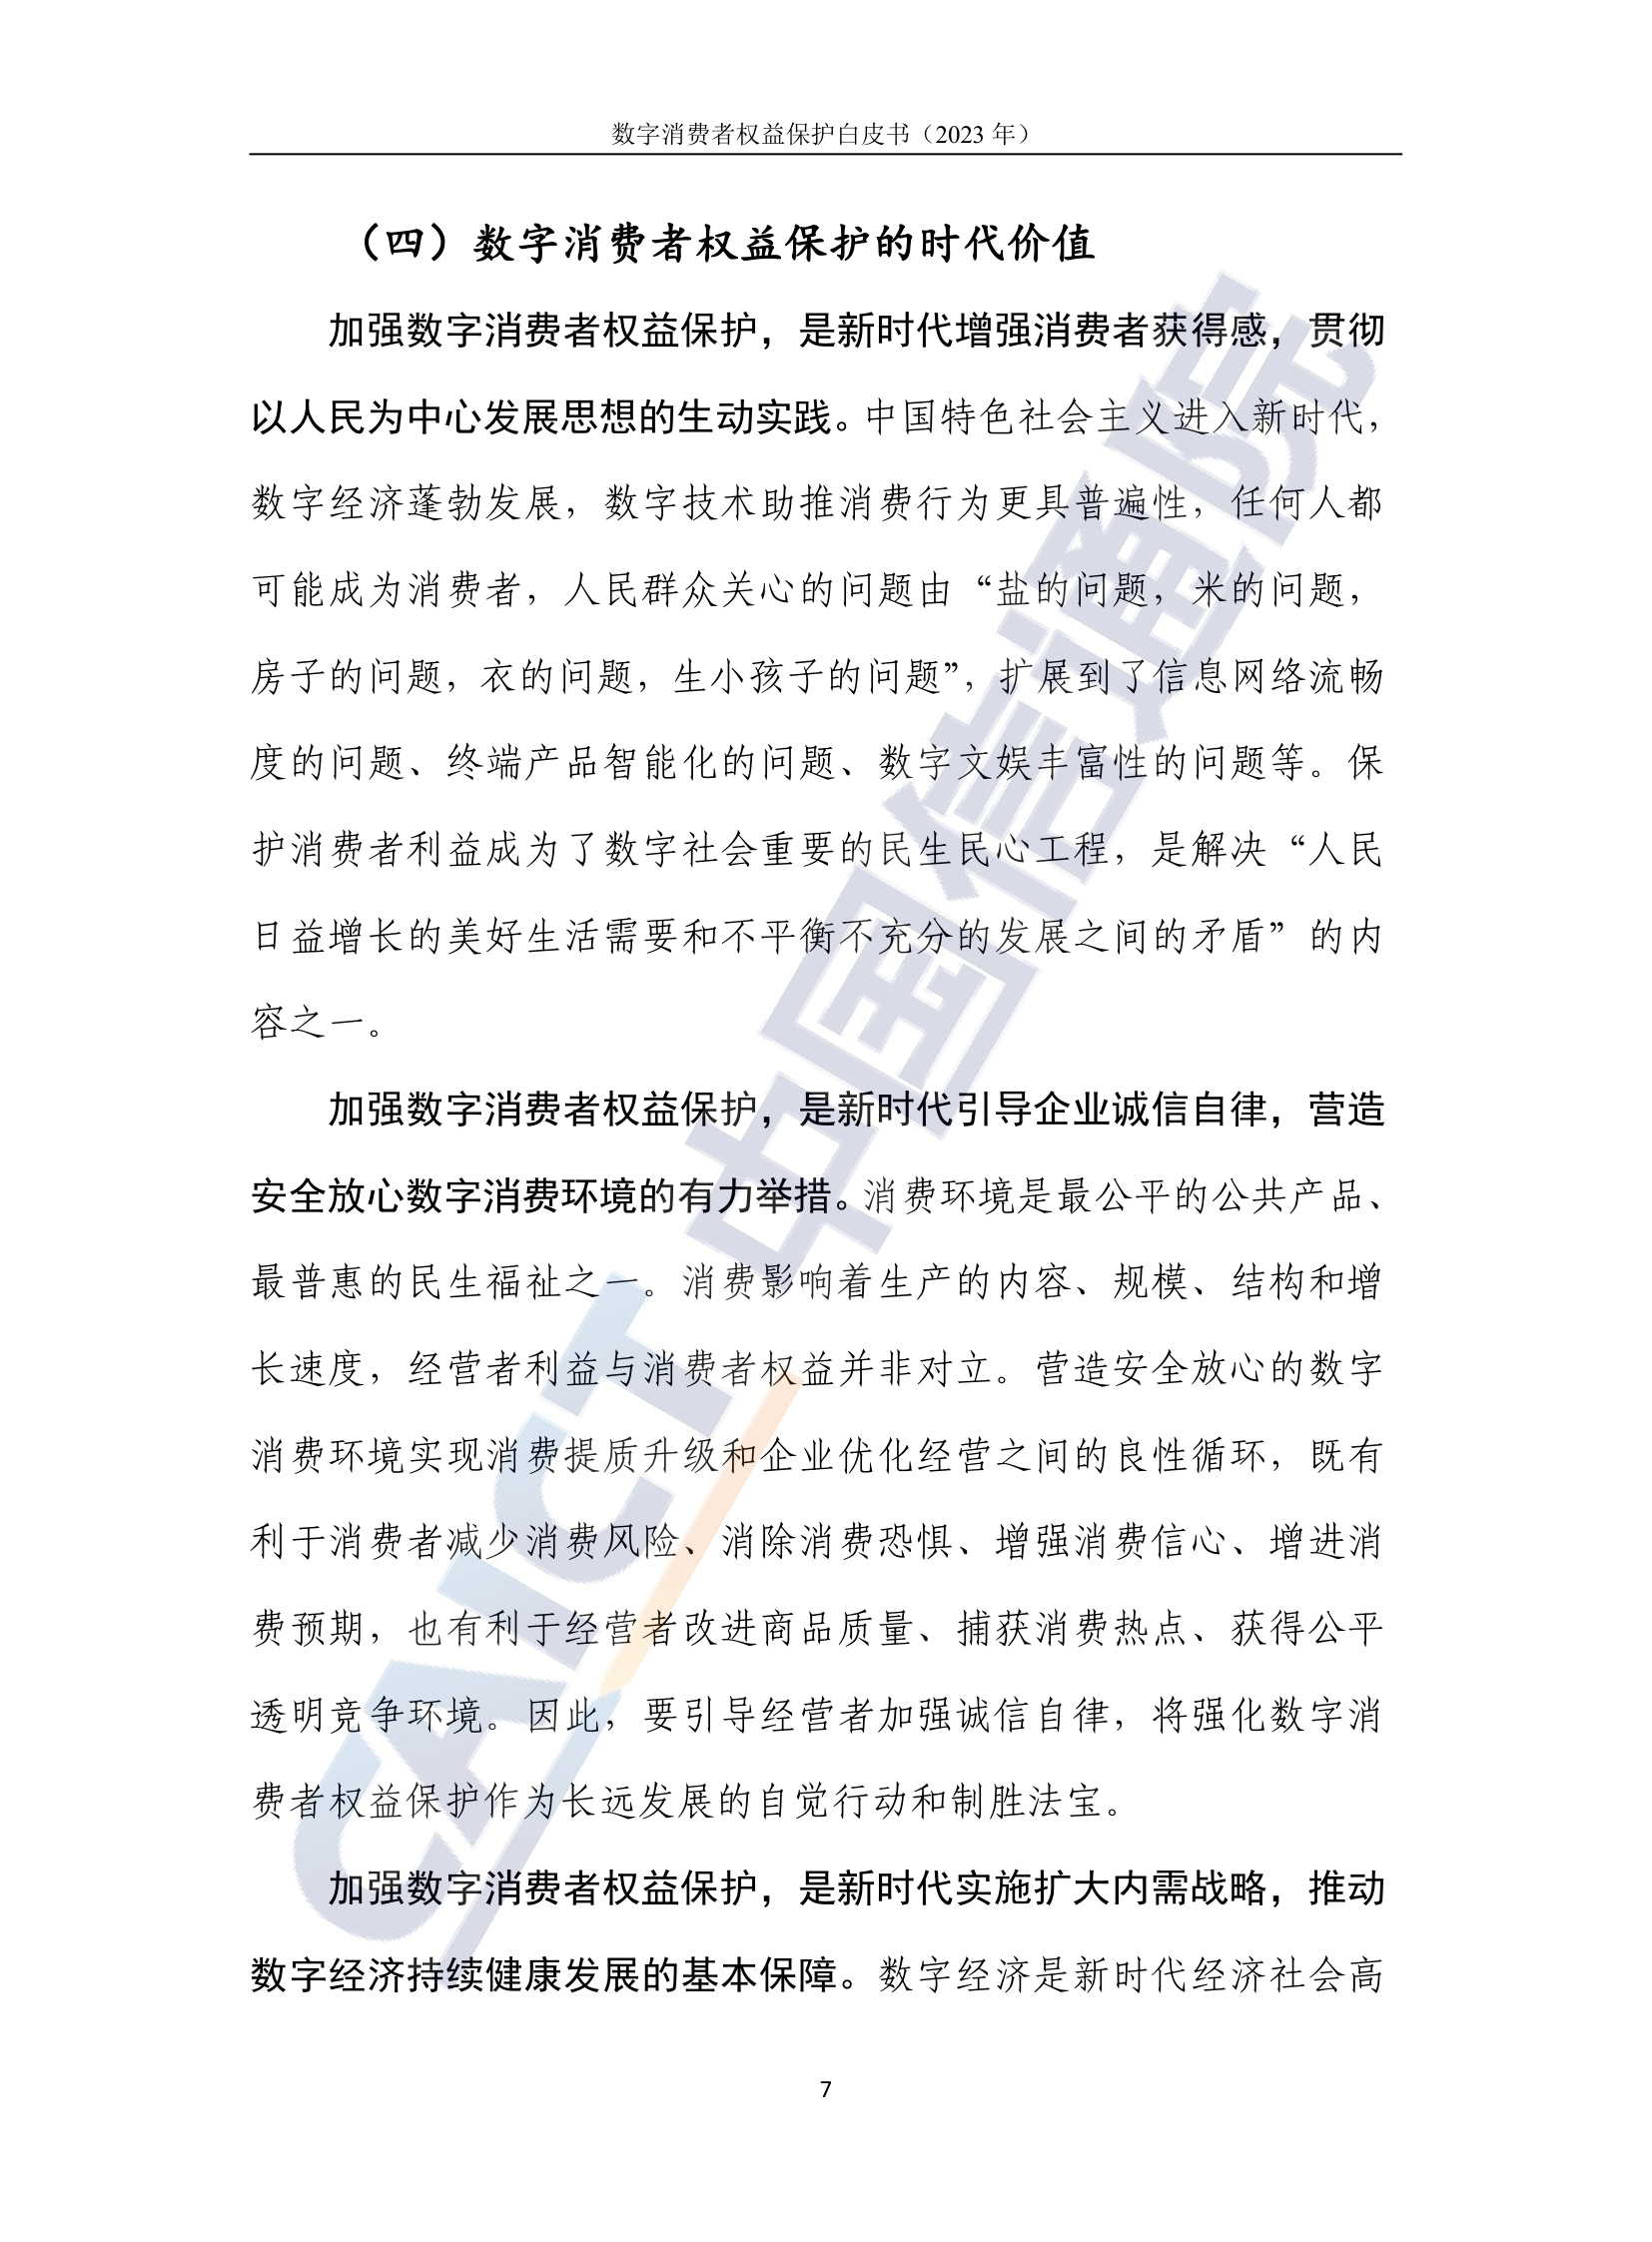 数字消费者权益保护白皮书（2023 年）
（四）数字消费者权益保护的时代价值
加强数字消费者权益保护，是新时代增强消费者获得感，贯彻
以人民为中心发展思想的生动实践。中国特色社会主义进入新时代，
数字经济蓬勃发展，数字技术助推消费行为更具普遍性，任何人都
可能成为消费者，人民群众关心的问题由“盐的问题，米的问题，
房子的问题，衣的问题，生小孩子的问题”，扩展到了信息网络流畅
度的问题、终端产品智能化的问题、数字文娱丰富性的问题等。保
护消费者利益成为了数字社会重要的民生民心工程，是解决“人民
日益增长的美好生活需要和不平衡不充分的发展之间的矛盾”的内
容之一。
加强数字消费者权益保护，是新时代引导企业诚信自律，营造
安全放心数字消费环境的有力举措。消费环境是最公平的公共产品、
最普惠的民生福祉之一。消费影响着生产的内容、规模、结构和增
长速度，经营者利益与消费者权益并非对立。营造安全放心的数字
消费环境实现消费提质升级和企业优化经营之间的良性循环，既有
利于消费者减少消费风险、消除消费恐惧、增强消费信心、增进消
费预期，也有利于经营者改进商品质量、捕获消费热点、获得公平
透明竞争环境。因此，要引导经营者加强诚信自律，将强化数字消
费者权益保护作为长远发展的自觉行动和制胜法宝。
加强数字消费者权益保护，是新时代实施扩大内需战略，推动
数字经济持续健康发展的基本保障。数字经济是新时代经济社会高
7
CAICT 中国信通院